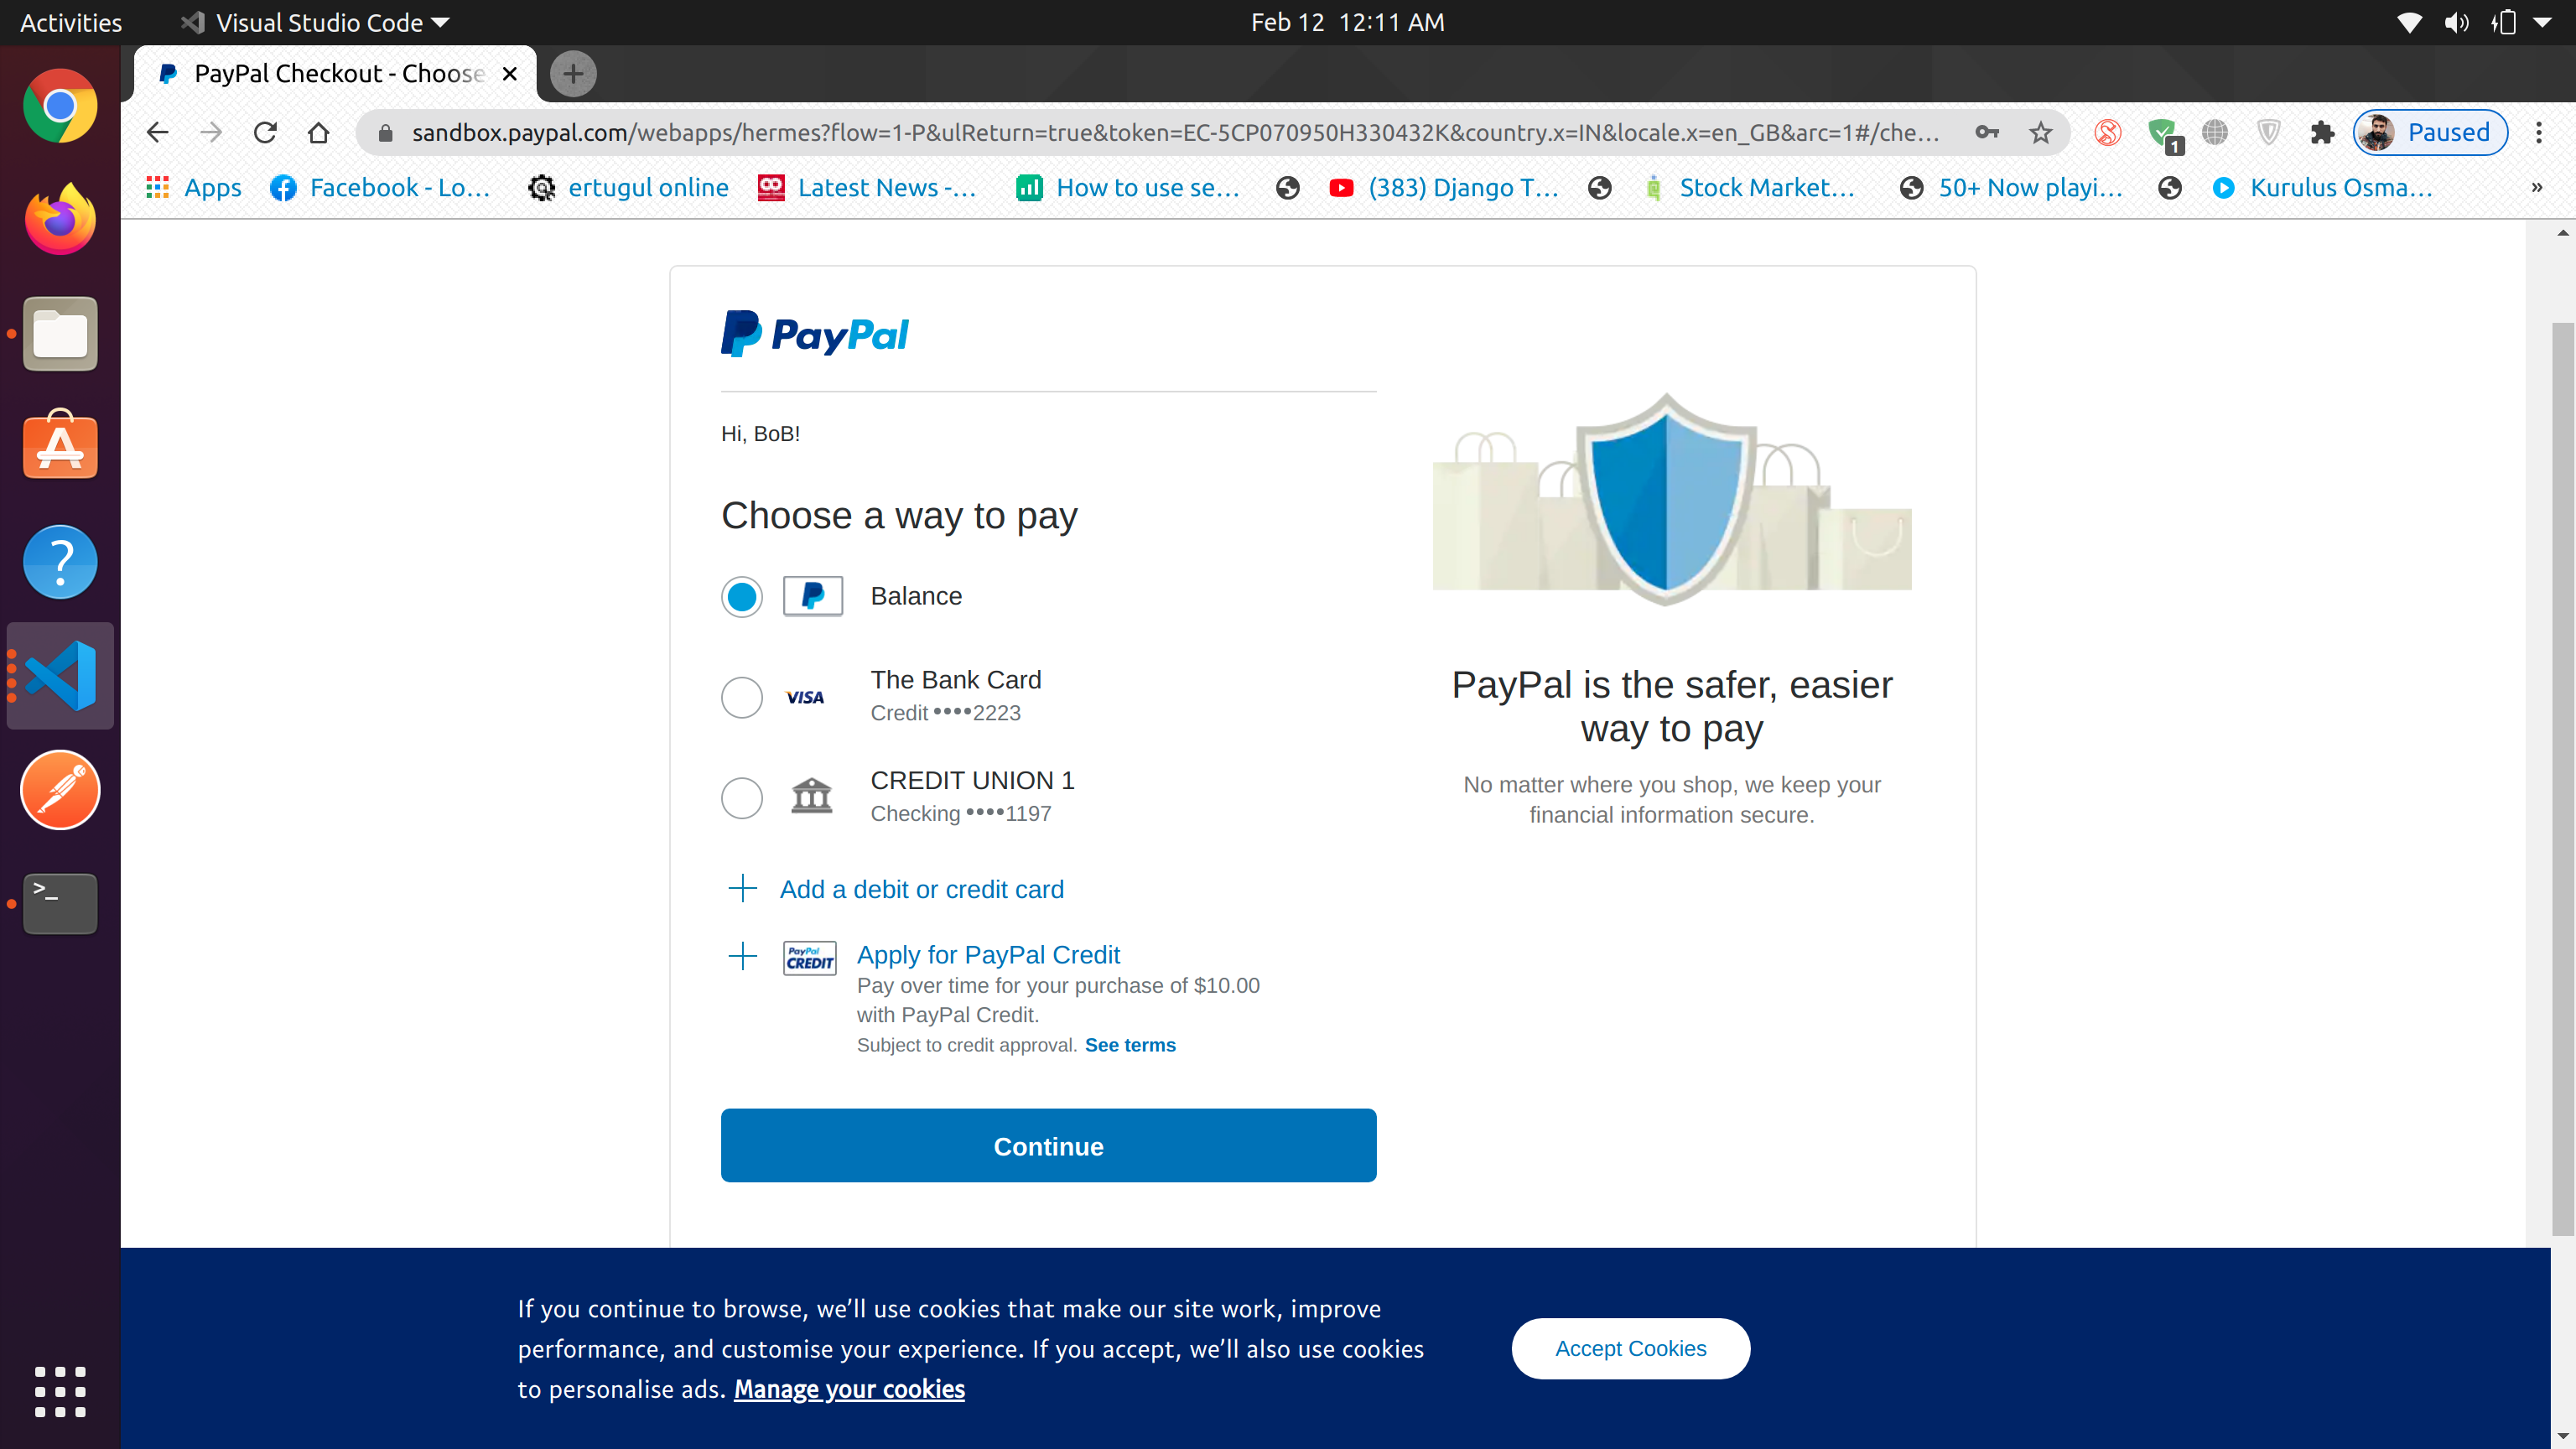 Activities
Visual Studio Code
Feb 12 12:11 AM
PayPal Checkout - Choose
sandbox.paypal.com/webapps/hermes?flow=1-P&ulReturn=true&token=EC-5CP070950H330432K&country.x=IN&locale.x=en_GB&arc=1#/che…
1
Paused
Apps
Facebook - Lo…
ertugul online
Latest News -…
How to use se…
(383) Django T…
Stock Market…
50+ Now playi…
Kurulus Osma…
»
PayPal
Hi, BoB!
Choose a way to pay
Balance
VISA
The Bank Card
Credit ••••2223
CREDIT UNION 1
Checking ••••1197
Add a debit or credit card
PayPal CREDIT
Apply for PayPal Credit
Pay over time for your purchase of $10.00
with PayPal Credit.
Subject to credit approval. See terms
Continue
PayPal is the safer, easier
way to pay
No matter where you shop, we keep your
financial information secure.
If you continue to browse, we’ll use cookies that make our site work, improve
performance, and customise your experience. If you accept, we’ll also use cookies
to personalise ads. Manage your cookies
Accept Cookies